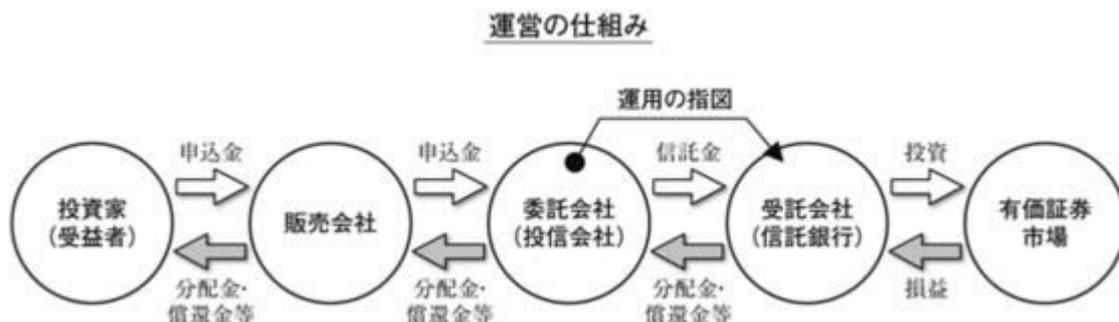 運営の仕組み
運用の指図
申込金
申込金
信託金
投資
投資家
(受益者)
販売会社
委託会社
(投信会社)
受託会社
(信託銀行)
有価証券
市場
分配金・
償還金等
分配金・
償還金等
分配金・
償還金等
損益